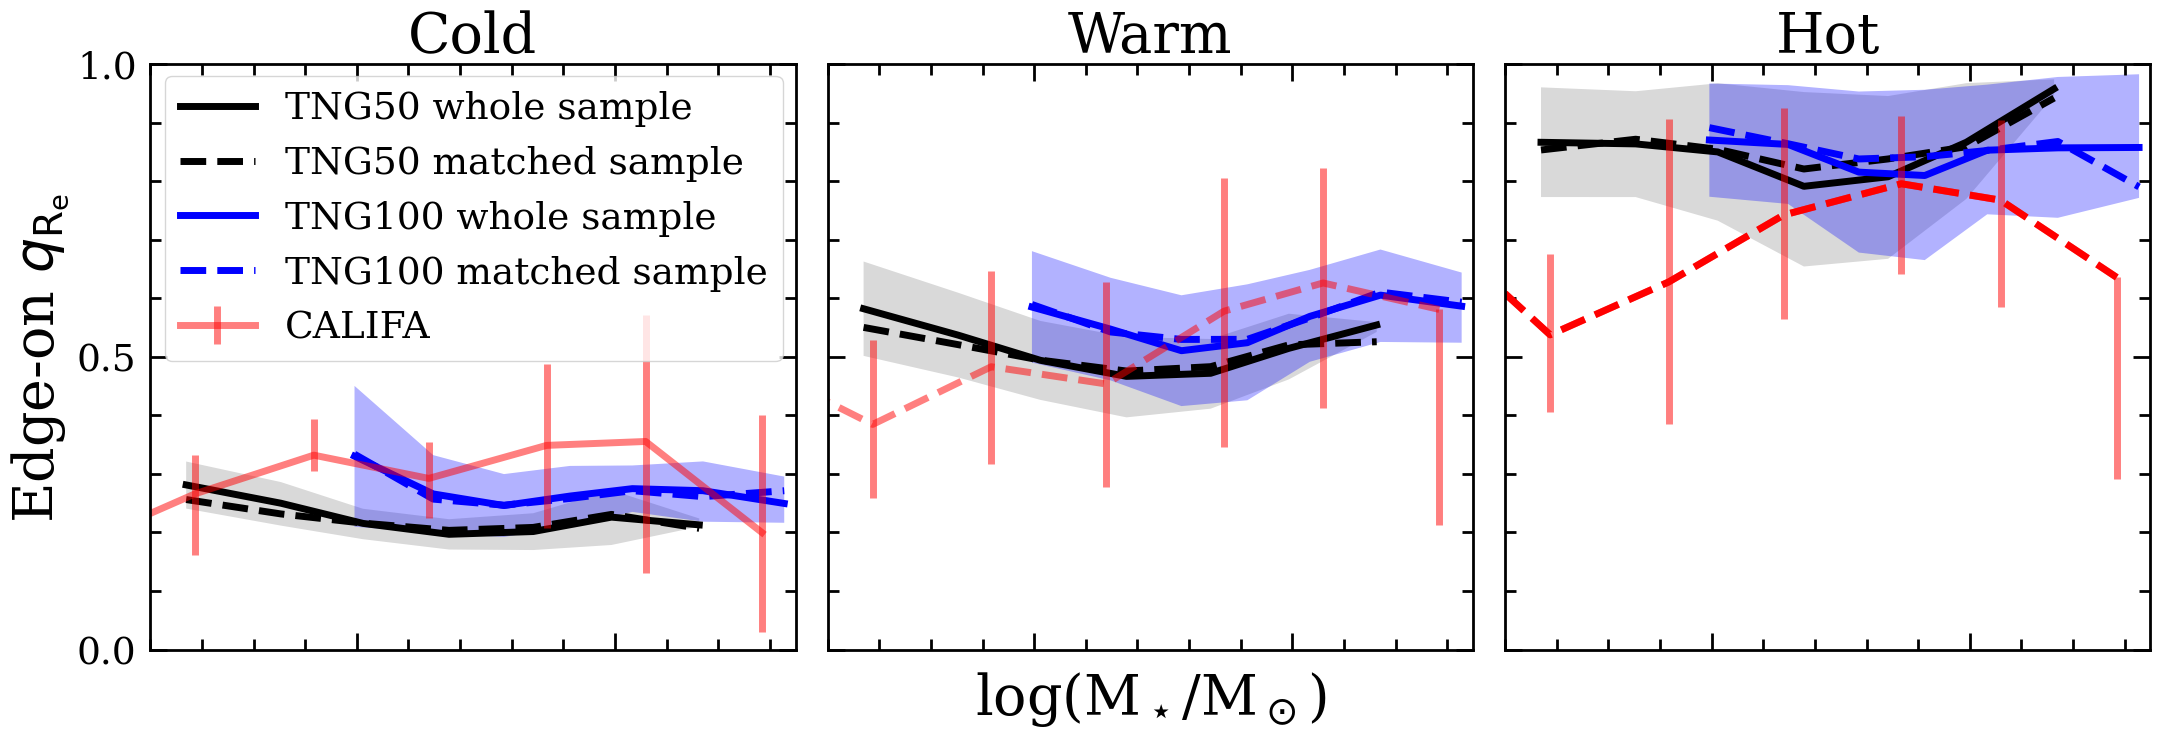 Cold
Warm
Hot
1.0
0.5
0.0
Edge-on q_Re
TNG50 whole sample
TNG50 matched sample
TNG100 whole sample
TNG100 matched sample
CALIFA
log(M⋆/M⊙)